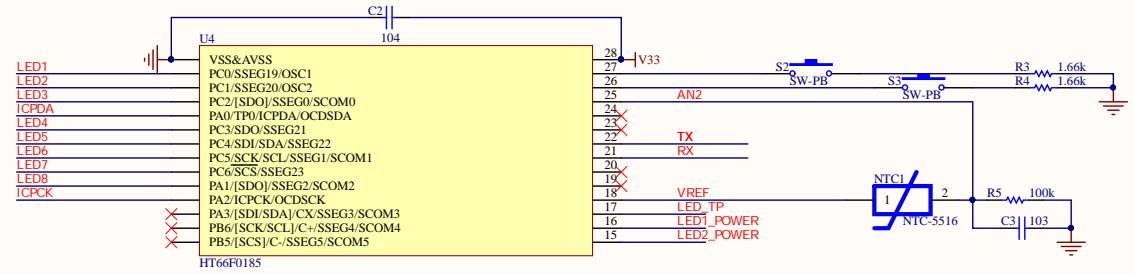 C2
104
U4
VSS&AVSS
PC0/SSEG19/OSC1
PC1/SSEG20/OSC2
PC2/[SDO]/SSEG0/SCOM0
PA0/TP0/ICPDA/OCDSDA
PC3/SDO/SSEG21
PC4/SDI/SDA/SSEG22
PC5/SCK/SCL/SSEG1/SCOM1
PC6/SCS/SSEG23
PA1/[SDO]/SSEG2/SCOM2
PA2/ICPCK/OCDSCK
PA3/[SDI/SDA]/CX/SSEG3/SCOM3
PB6/[SCK/SCL]/C+/SSEG4/SCOM4
PB5/[SCS]/C-/SSEG5/SCOM5
HT66F0185
LED1
LED2
LED3
ICPDA
LED4
LED5
LED6
LED7
LED8
ICPCK
28
27
26
25
24
23
22
21
20
19
18
17
16
15
V33
AN2
TX
RX
VREF
LED_TP
LED1_POWER
LED2_POWER
S2
SW-PB
S3
SW-PB
R3 1.66k
R4 1.66k
NTC1
1 2
NTC-5516
R5 100k
C3 103